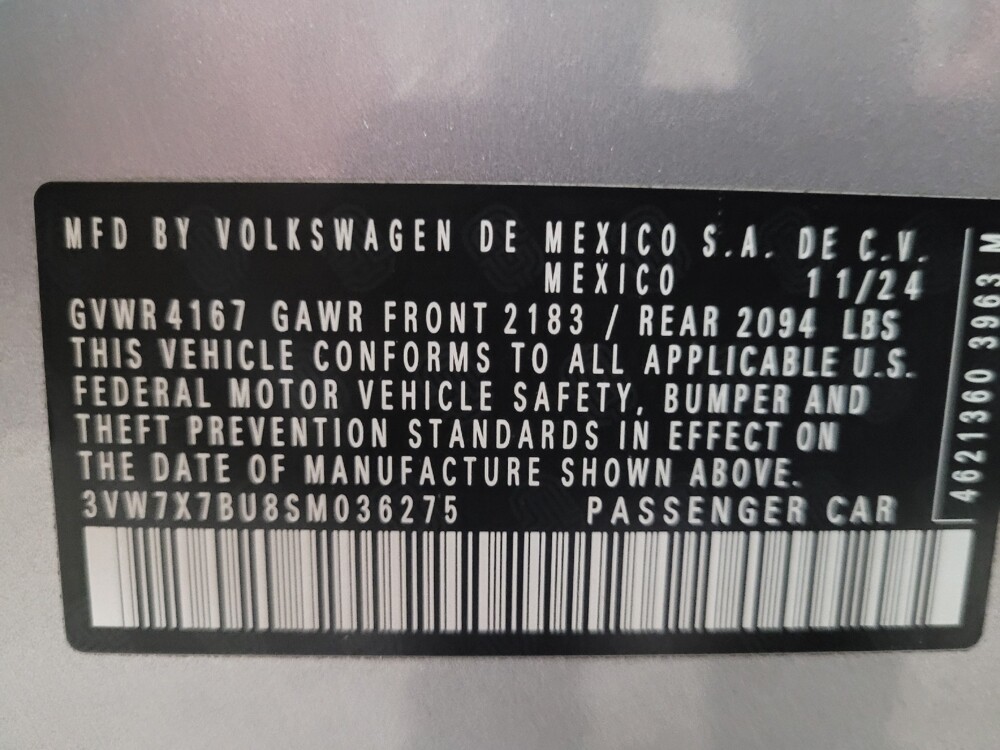 MFD BY VOLKSWAGEN DE MEXICO S.A. DE C.V.
MEXICO 11/24
GVWR 4167 GAWR FRONT 2183 / REAR 2094 LBS
THIS VEHICLE CONFORMS TO ALL APPLICABLE U.S.
FEDERAL MOTOR VEHICLE SAFETY, BUMPER AND
THEFT PREVENTION STANDARDS IN EFFECT ON
THE DATE OF MANUFACTURE SHOWN ABOVE.
3VW7X7BU8SM036275 PASSENGER CAR
4621360 3963 M